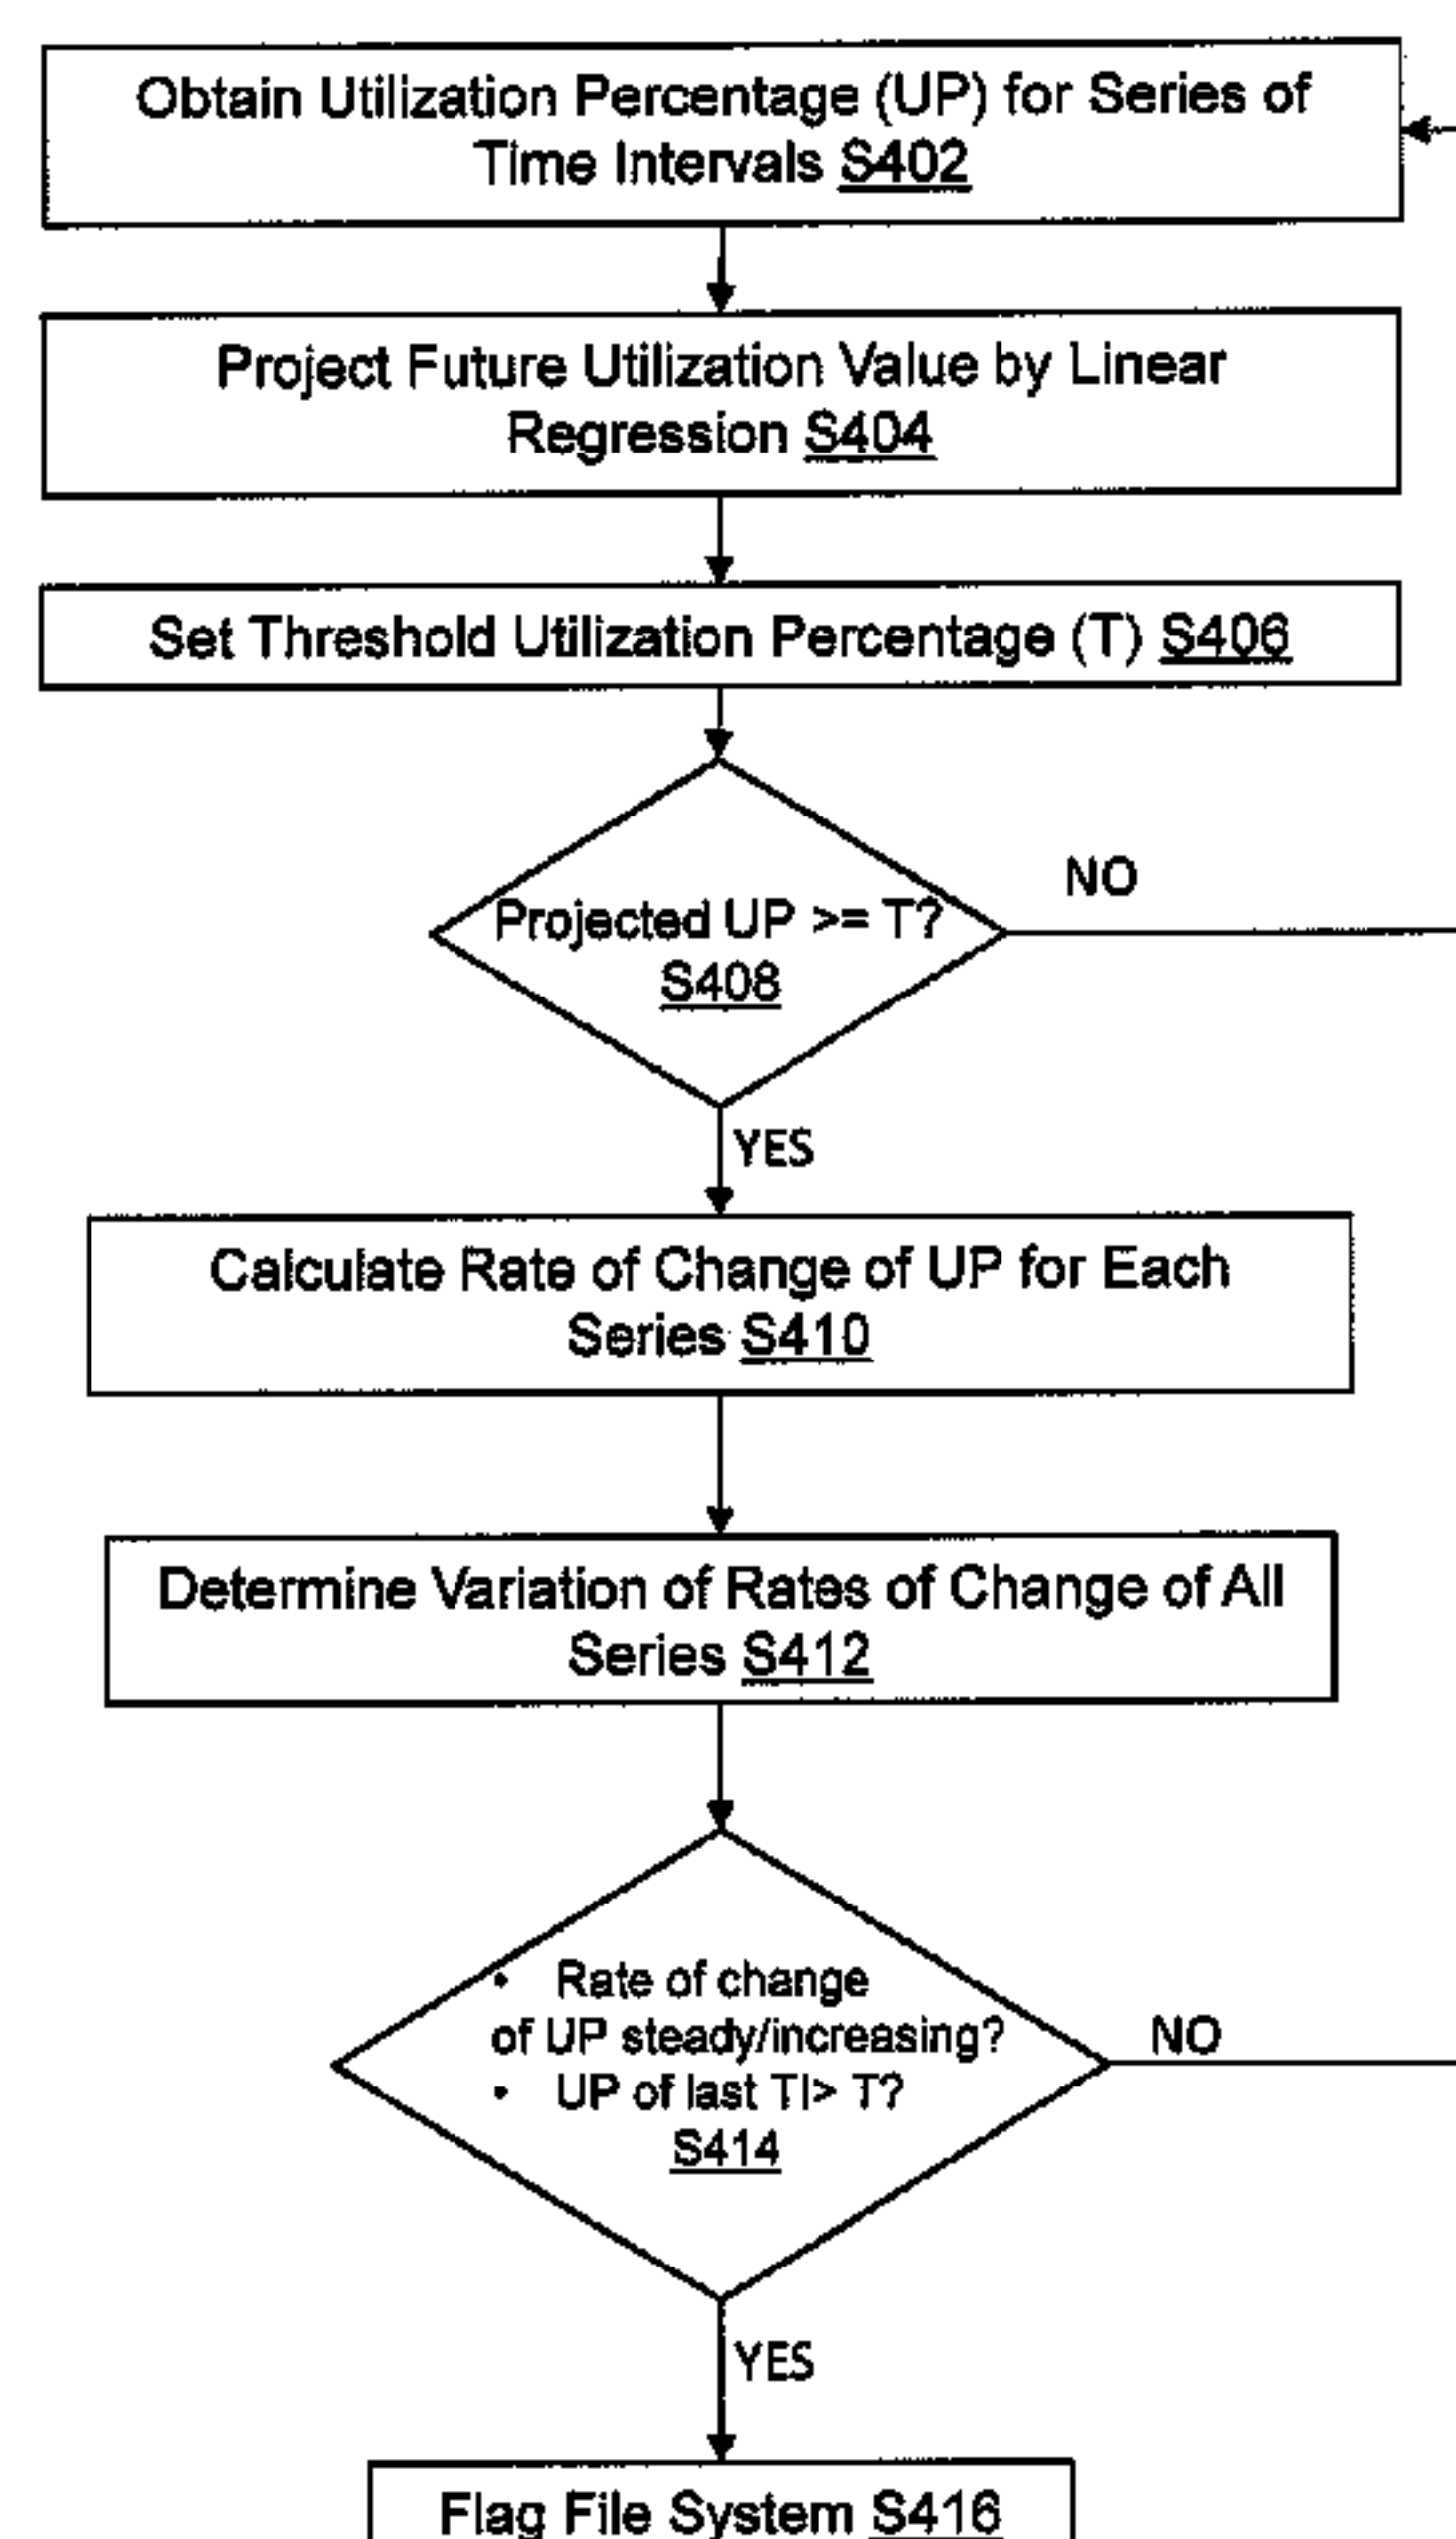 Obtain Utilization Percentage (UP) for Series of
Time Intervals S402
Project Future Utilization Value by Linear
Regression S404
Set Threshold Utilization Percentage (T) S406
Projected UP >= T?
S408
NO
YES
Calculate Rate of Change of UP for Each
Series S410
Determine Variation of Rates of Change of All
Series S412
• Rate of change
of UP steady/increasing?
• UP of last TI> T?
S414
NO
YES
Flag File System S416